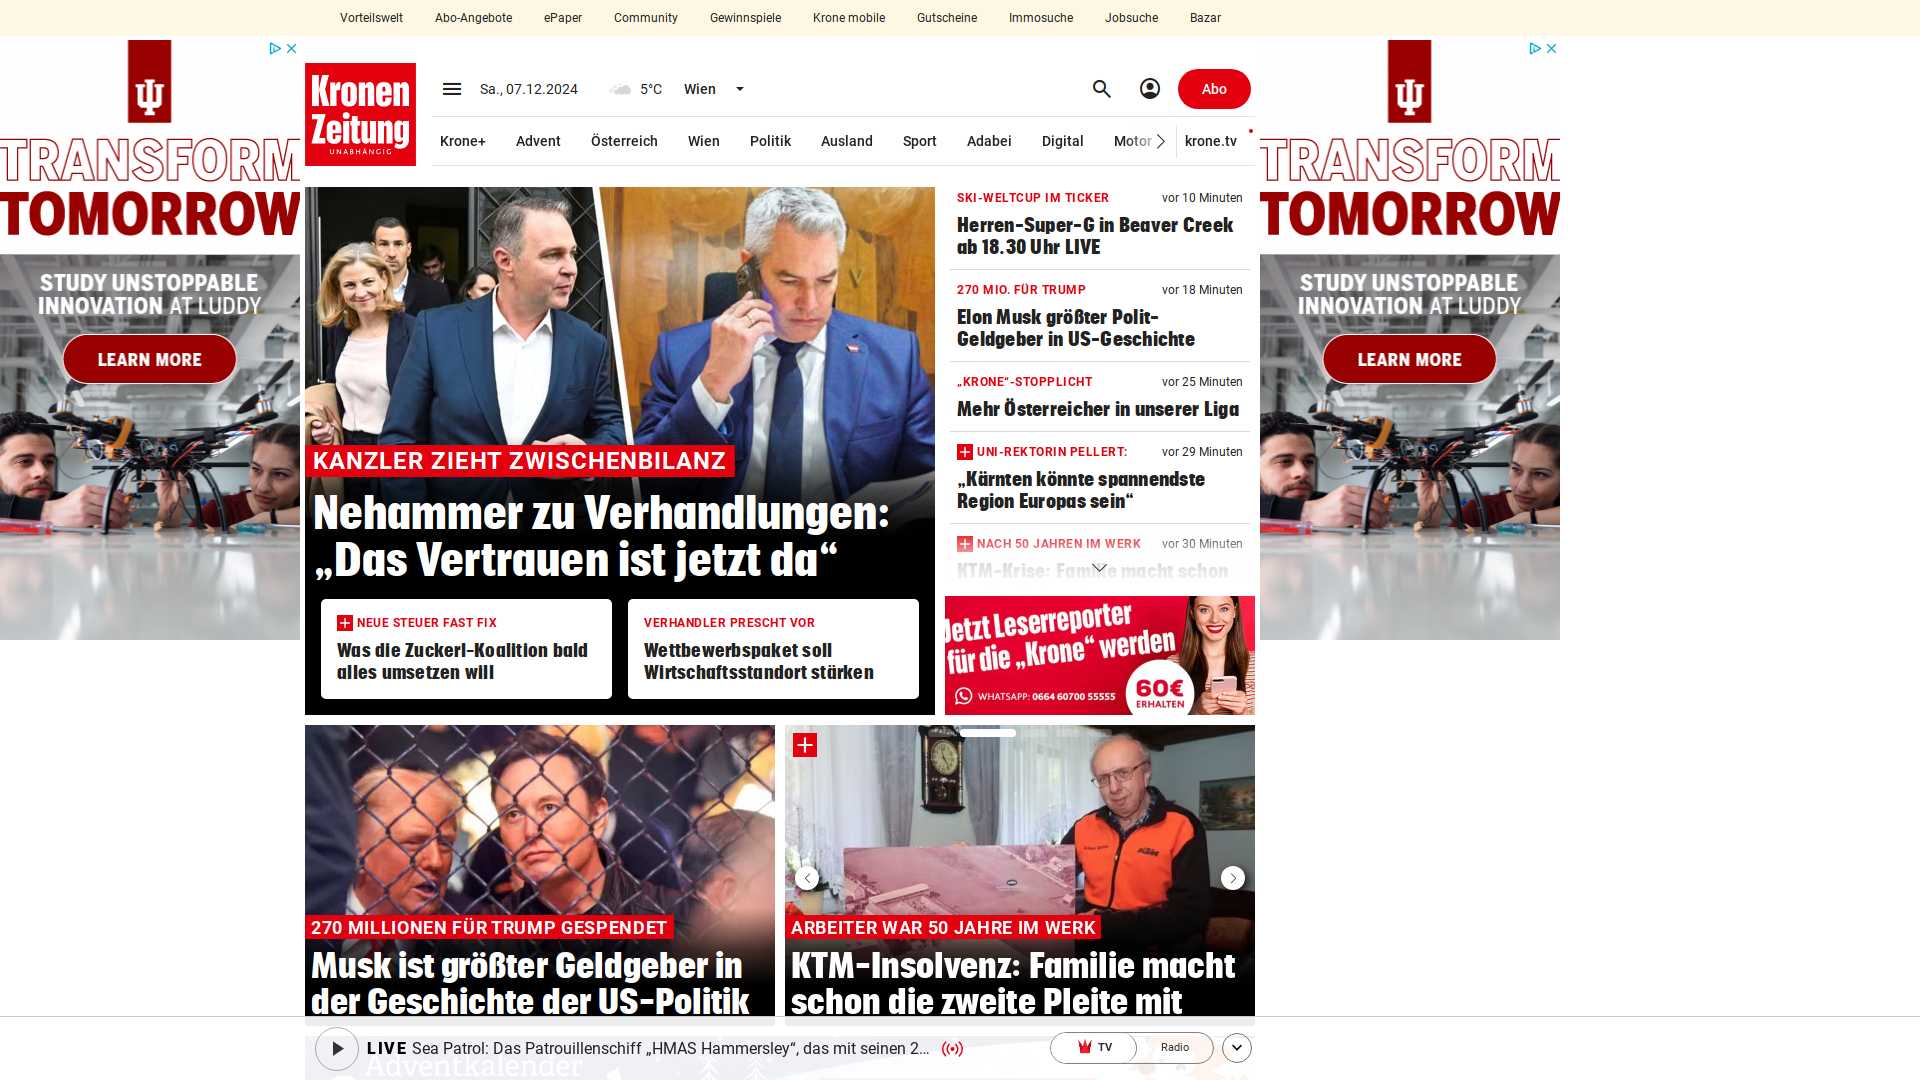 Vorteilswelt
Abo-Angebote
ePaper
Community
Gewinnspiele
Krone mobile
Gutscheine
Immosuche
Jobsuche
Bazar
TRANSFORM
TOMORROW
STUDY UNSTOPPABLE
INNOVATION AT LUDDY
LEARN MORE
Kronen
Zeitung
UNABHÄNGIG
Sa., 07.12.2024
5°C
Wien
Abo
Krone+
Advent
Österreich
Wien
Politik
Ausland
Sport
Adabei
Digital
Motor
krone.tv
KANZLER ZIEHT ZWISCHENBILANZ
Nehammer zu Verhandlungen:
„Das Vertrauen ist jetzt da“
NEUE STEUER FAST FIX
Was die Zuckerl-Koalition bald
alles umsetzen will
VERHANDLER PRESCHT VOR
Wettbewerbspaket soll
Wirtschaftsstandort stärken
SKI-WELTCUP IM TICKER
vor 10 Minuten
Herren-Super-G in Beaver Creek
ab 18.30 Uhr LIVE
270 MIO. FÜR TRUMP
vor 18 Minuten
Elon Musk größter Polit-
Geldgeber in US-Geschichte
„KRONE“-STOPPLICHT
vor 25 Minuten
Mehr Österreicher in unserer Liga
UNI-REKTORIN PELLERT:
vor 29 Minuten
„Kärnten könnte spannendste
Region Europas sein“
NACH 50 JAHREN IM WERK
vor 30 Minuten
KTM-Krise: Familie macht schon
Jetzt Leserreporter
für die „Krone“ werden
WHATSAPP: 0664 60700 55555
60€
ERHALTEN
TRANSFORM
TOMORROW
STUDY UNSTOPPABLE
INNOVATION AT LUDDY
LEARN MORE
270 MILLIONEN FÜR TRUMP GESPENDET
Musk ist größter Geldgeber in
der Geschichte der US-Politik
KTM
ARBEITER WAR 50 JAHRE IM WERK
KTM-Insolvenz: Familie macht
schon die zweite Pleite mit
LIVE Sea Patrol: Das Patrouillenschiff „HMAS Hammersley“, das mit seinen 2...
TV
Radio
Adventkalender